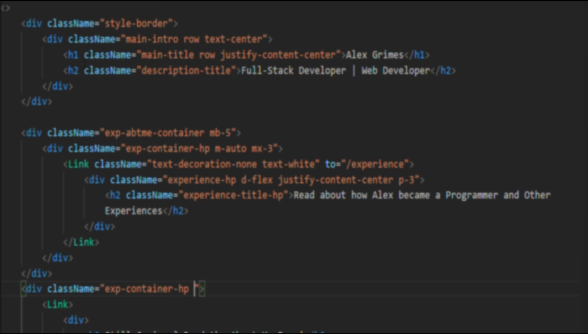 <>
<div className="style-border">
<div className="main-intro row text-center">
<h1 className="main-title row justify-content-center">Alex Grimes</h1>
<h2 className="description-title">Full-Stack Developer | Web Developer</h2>
</div>
</div>
<div className="exp-abtme-container mb-5">
<div className="exp-container-hp m-auto mx-3">
<Link className="text-decoration-none text-white" to="/experience">
<div className="experience-hp d-flex justify-content-center p-3">
<h2 className="experience-title-hp">Read about how Alex became a Programmer and Other
Experiences</h2>
</div>
</Link>
</div>
</div>
<div className="exp-container-hp ">
<Link>
<div>